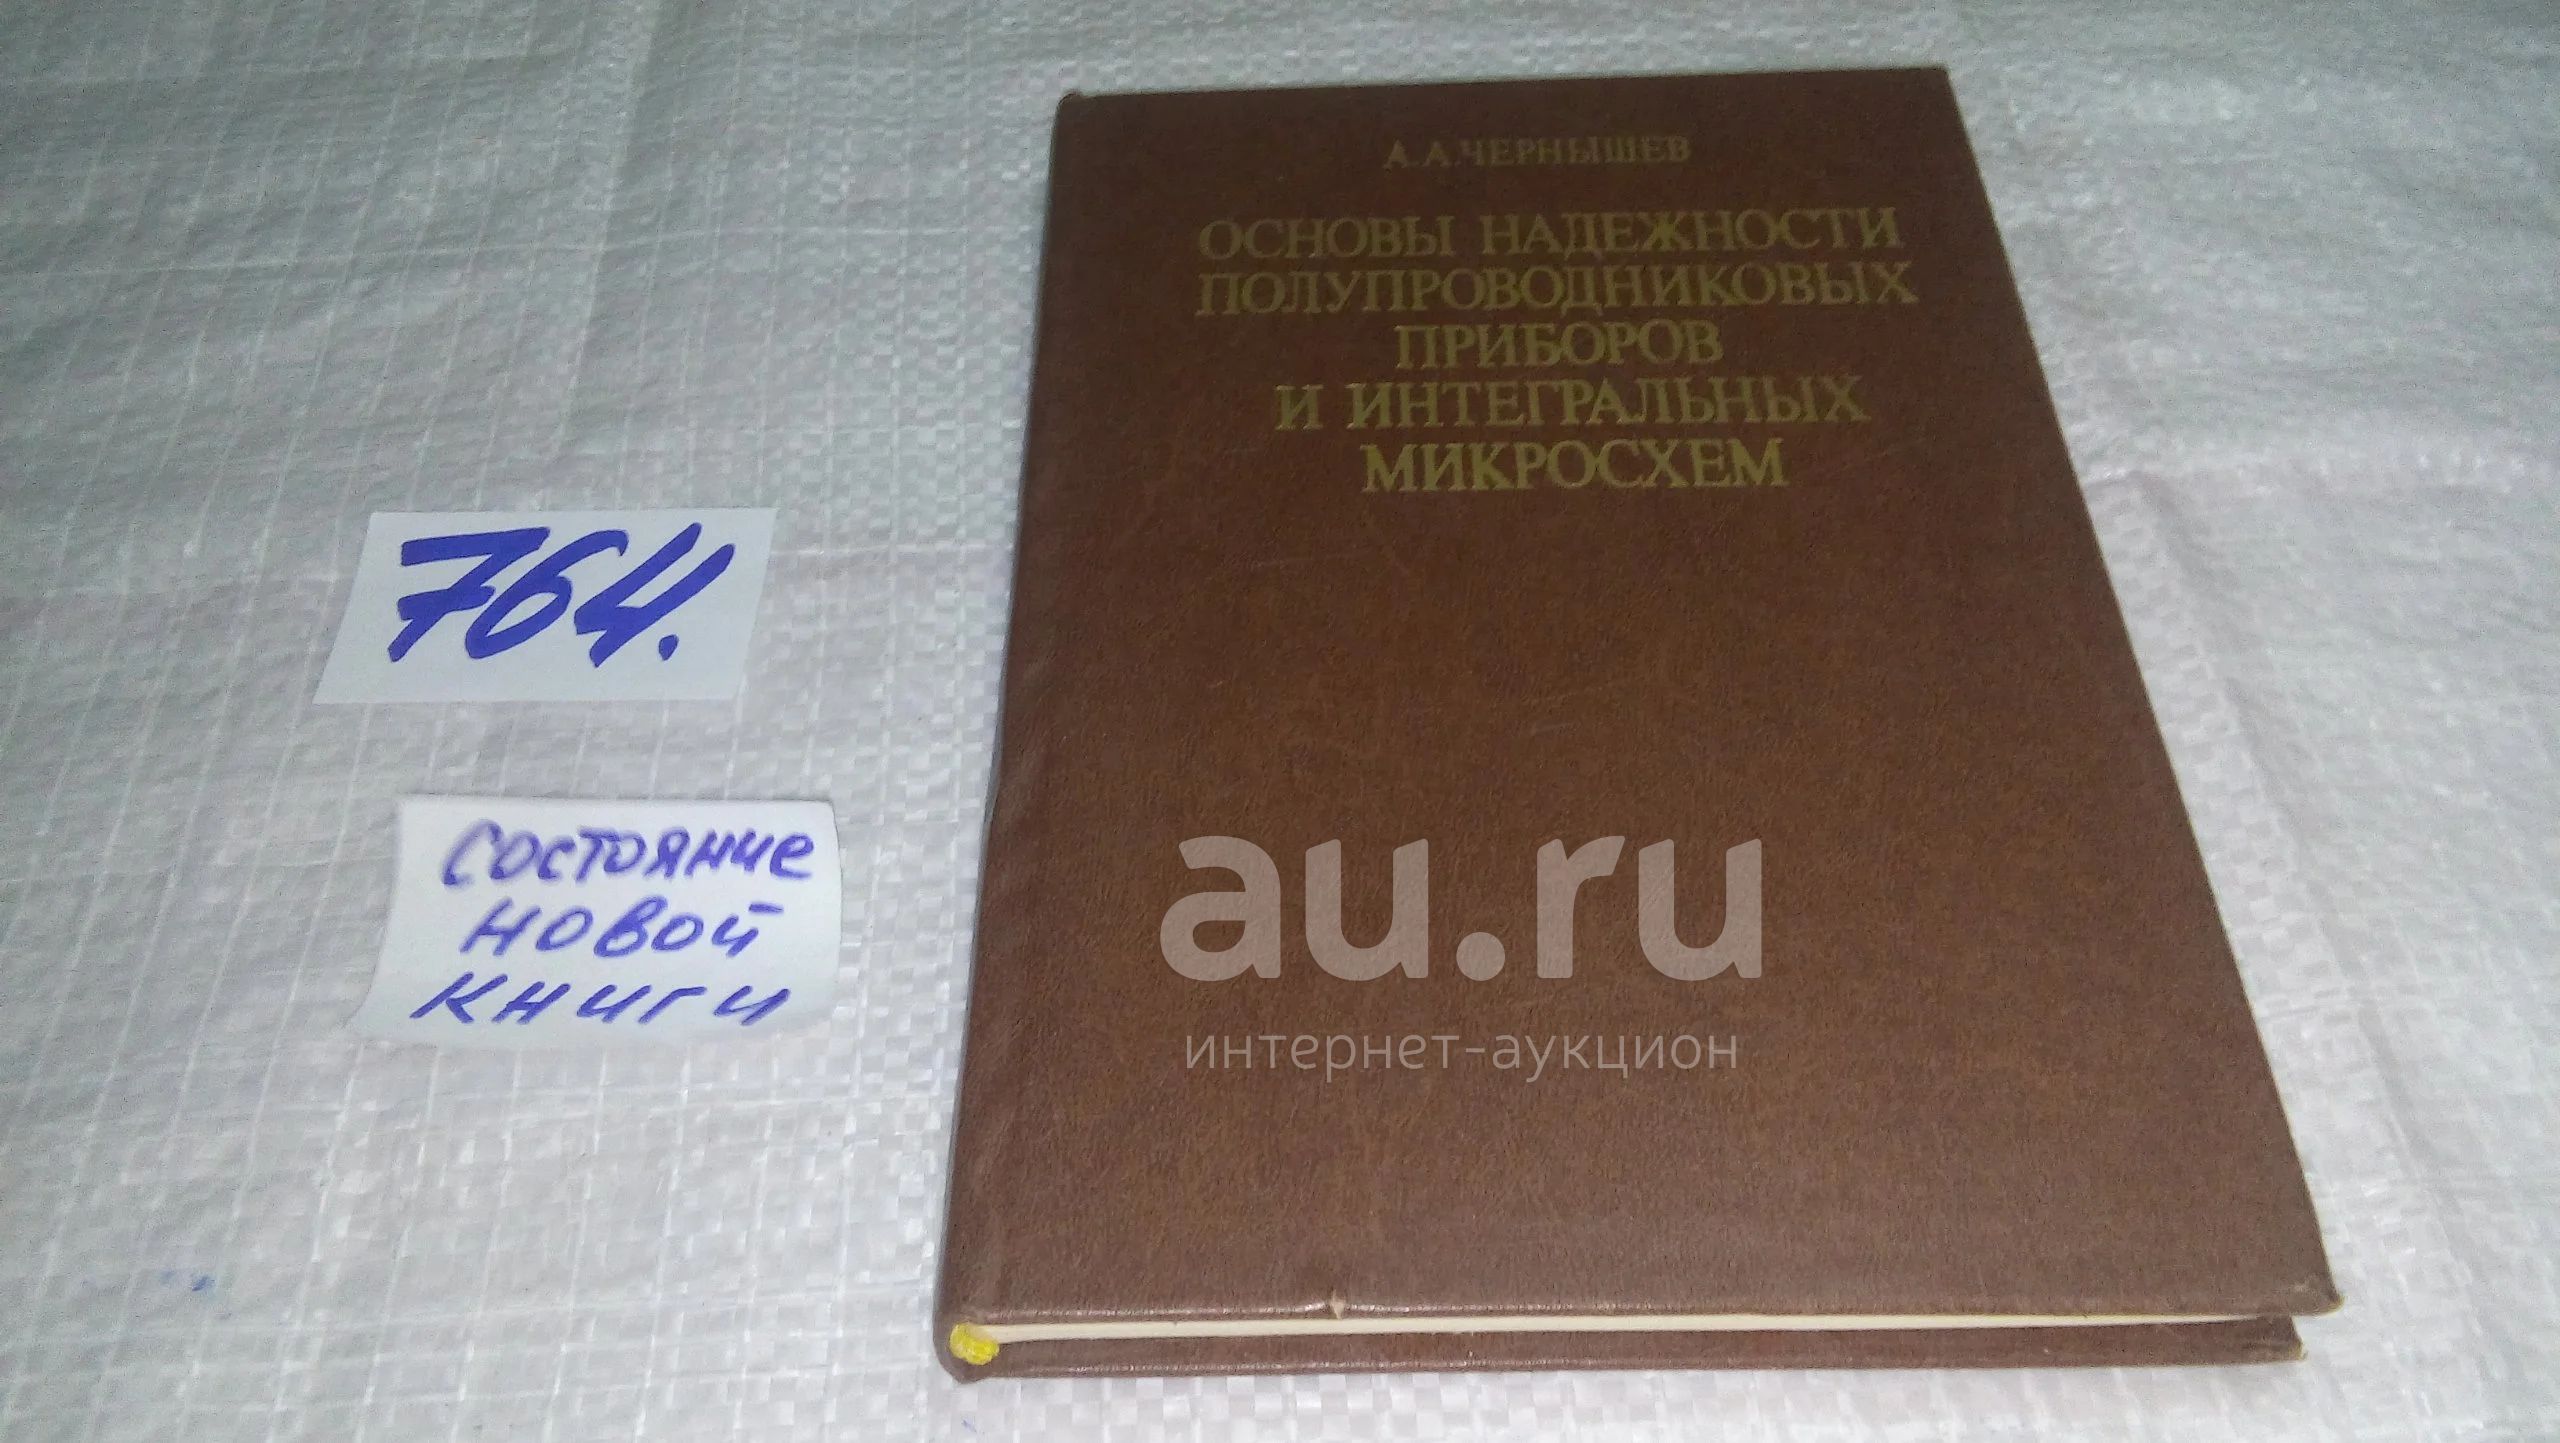 А. А. ЧЕРНЫШЕВ
ОСНОВЫ НАДЕЖНОСТИ
ПОЛУПРОВОДНИКОВЫХ
ПРИБОРОВ
И ИНТЕГРАЛЬНЫХ
МИКРОСХЕМ
764.
состояние
новой
книги
au.ru
интернет-аукцион